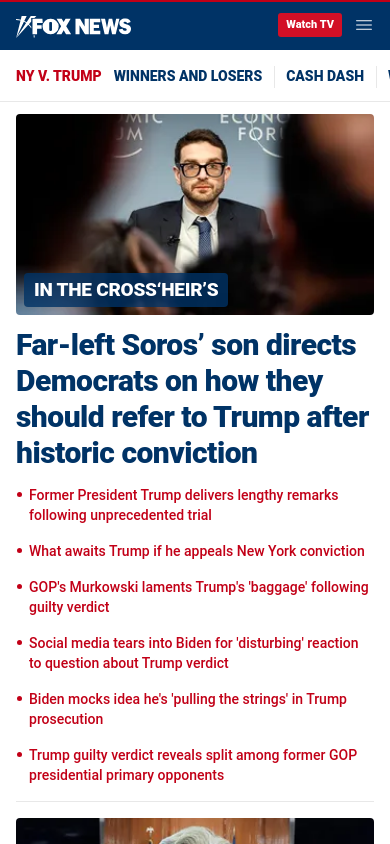 FOX NEWS
Watch TV
NY V. TRUMP WINNERS AND LOSERS CASH DASH
ECONO
UM FORU
IN THE CROSS‘HEIR’S
Far-left Soros’ son directs
Democrats on how they
should refer to Trump after
historic conviction
• Former President Trump delivers lengthy remarks
following unprecedented trial
• What awaits Trump if he appeals New York conviction
• GOP's Murkowski laments Trump's 'baggage' following
guilty verdict
• Social media tears into Biden for 'disturbing' reaction
to question about Trump verdict
• Biden mocks idea he's 'pulling the strings' in Trump
prosecution
• Trump guilty verdict reveals split among former GOP
presidential primary opponents